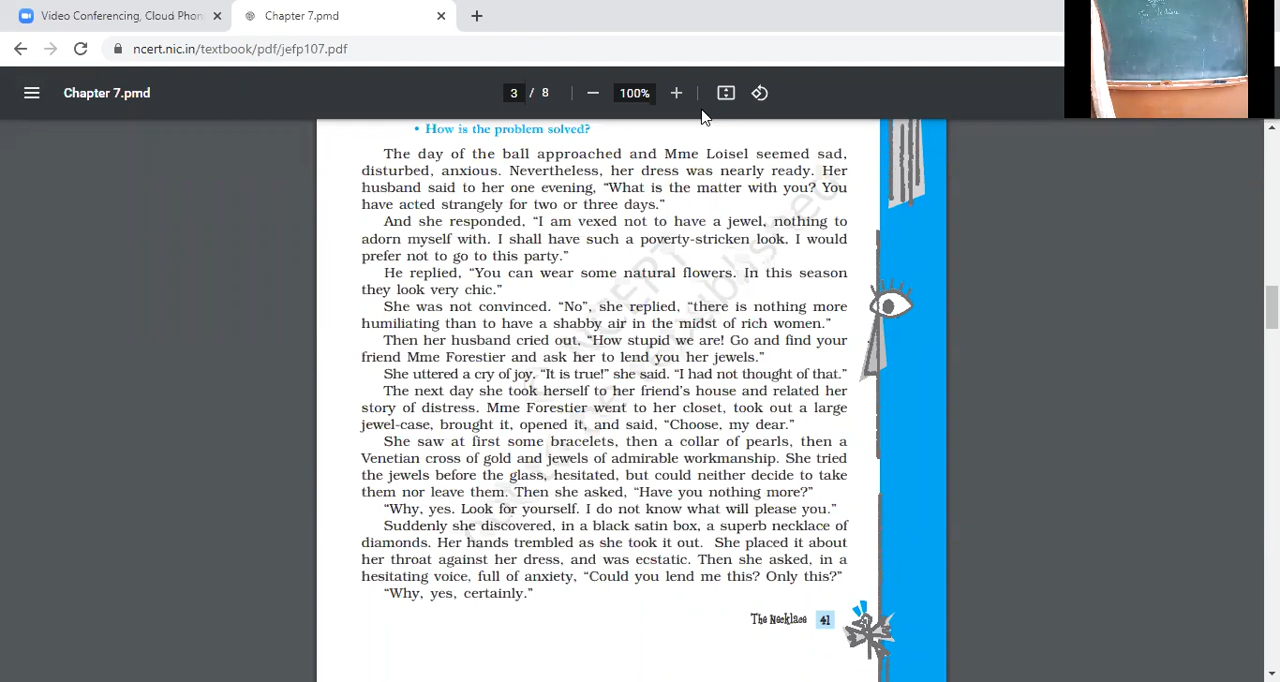 Video Conferencing, Cloud Phon
Chapter 7.pmd
ncert.nic.in/textbook/pdf/jefp107.pdf
Chapter 7.pmd
3 / 8
100%
• How is the problem solved?
The day of the ball approached and Mme Loisel seemed sad,
disturbed, anxious. Nevertheless, her dress was nearly ready. Her
husband said to her one evening, “What is the matter with you? You
have acted strangely for two or three days.”
And she responded, “I am vexed not to have a jewel, nothing to
adorn myself with. I shall have such a poverty-stricken look. I would
prefer not to go to this party.”
He replied, “You can wear some natural flowers. In this season
they look very chic.”
She was not convinced. “No”, she replied, “there is nothing more
humiliating than to have a shabby air in the midst of rich women.”
Then her husband cried out, “How stupid we are! Go and find your
friend Mme Forestier and ask her to lend you her jewels.”
She uttered a cry of joy. “It is true!” she said. “I had not thought of that.”
The next day she took herself to her friend’s house and related her
story of distress. Mme Forestier went to her closet, took out a large
jewel-case, brought it, opened it, and said, “Choose, my dear.”
She saw at first some bracelets, then a collar of pearls, then a
Venetian cross of gold and jewels of admirable workmanship. She tried
the jewels before the glass, hesitated, but could neither decide to take
them nor leave them. Then she asked, “Have you nothing more?”
“Why, yes. Look for yourself. I do not know what will please you.”
Suddenly she discovered, in a black satin box, a superb necklace of
diamonds. Her hands trembled as she took it out. She placed it about
her throat against her dress, and was ecstatic. Then she asked, in a
hesitating voice, full of anxiety, “Could you lend me this? Only this?”
“Why, yes, certainly.”
The Necklace 41